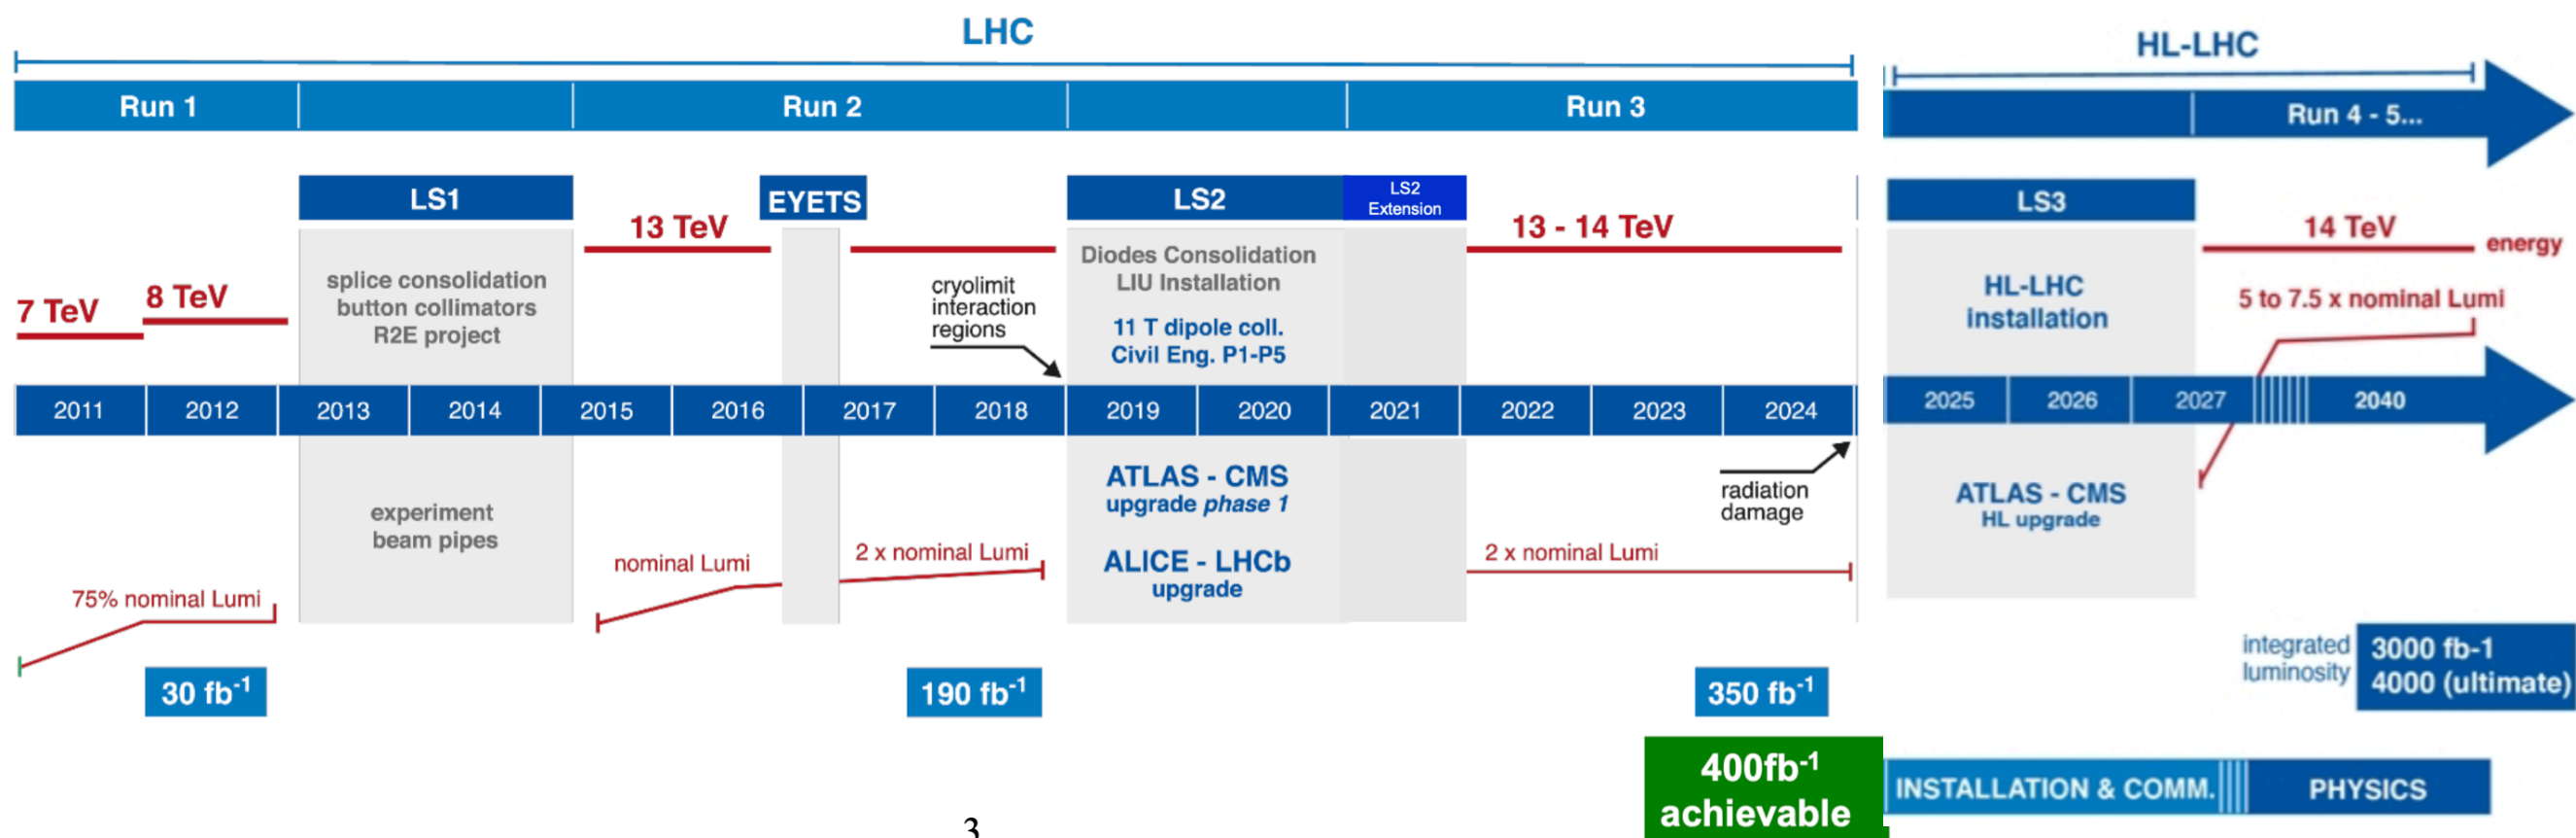 LHC
HL-LHC
Run 1
Run 2
Run 3
Run 4 - 5...
LS1
EYETS
LS2
LS2
Extension
LS3
7 TeV
8 TeV
13 TeV
13 - 14 TeV
14 TeV
energy
splice consolidation
button collimators
R2E project
cryolimit
interaction
regions
Diodes Consolidation
LIU Installation
11 T dipole coll.
Civil Eng. P1-P5
HL-LHC
installation
5 to 7.5 x nominal Lumi
2011
2012
2013
2014
2015
2016
2017
2018
2019
2020
2021
2022
2023
2024
2025
2026
2027
2040
experiment
beam pipes
ATLAS - CMS
upgrade phase 1
ALICE - LHCb
upgrade
radiation
damage
ATLAS - CMS
HL upgrade
75% nominal Lumi
nominal Lumi
2 x nominal Lumi
2 x nominal Lumi
30 fb-1
190 fb-1
350 fb-1
integrated
luminosity
3000 fb-1
4000 (ultimate)
400fb-1
achievable
INSTALLATION & COMM.
PHYSICS
3